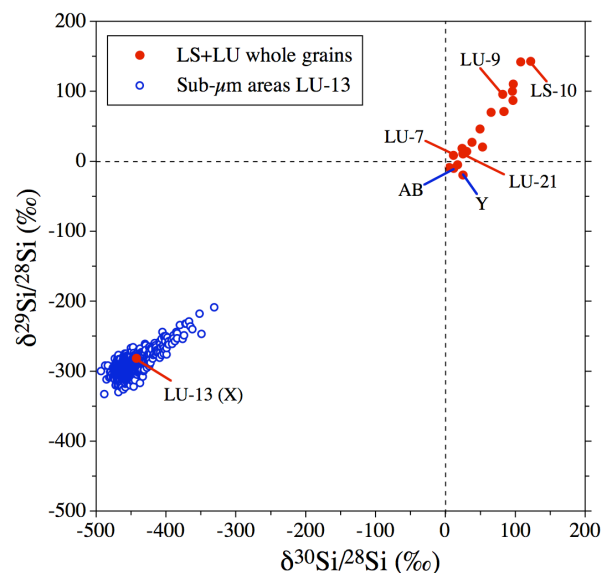 200
100
0
-100
-200
-300
-400
-500
δ29Si/28Si (‰)
LS+LU whole grains
Sub-μm areas LU-13
LU-9
LS-10
LU-7
LU-21
AB
Y
LU-13 (X)
-500 -400 -300 -200 -100 0 100 200
δ30Si/28Si (‰)